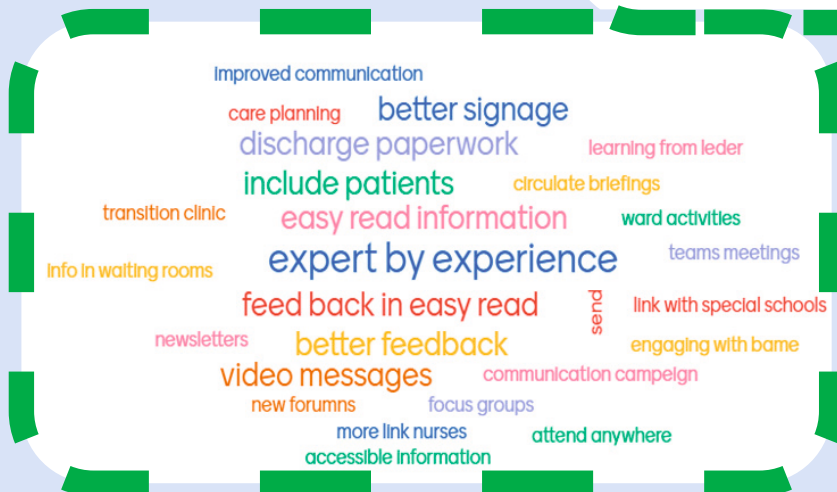 improved communication
care planning better signage
discharge paperwork learning from leder
include patients circulate briefings
transition clinic easy read information ward activities
expert by experience teams meetings
info in waiting rooms
feed back in easy read send link with special schools
newsletters better feedback engaging with bame
video messages communication campeign
new forumns focus groups
more link nurses attend anywhere
accessible information